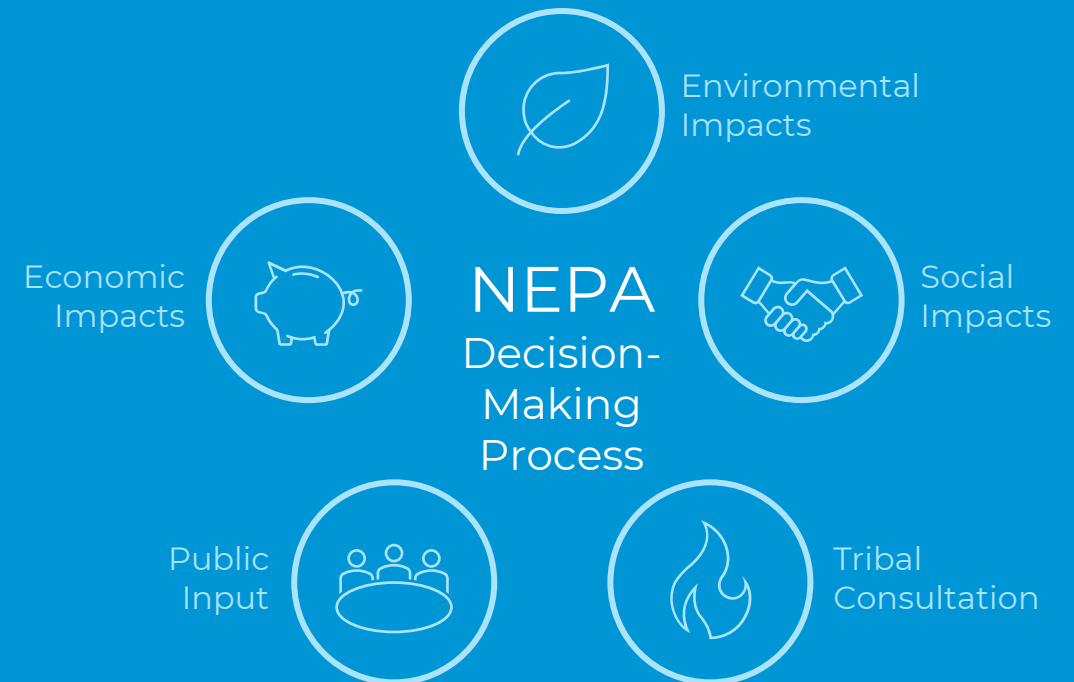 Environmental
Impacts
Economic
Impacts
NEPA
Decision-
Making
Process
Social
Impacts
Public
Input
Tribal
Consultation